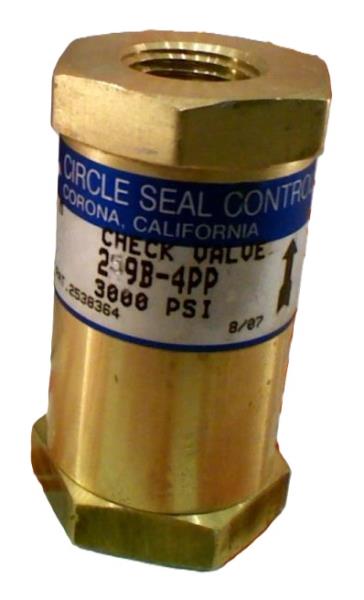 CIRCLE SEAL CONTRO
CORONA, CALIFORNIA
CHECK VALVE
259B-4PP
3000 PSI
PAT. 2538364
8/07